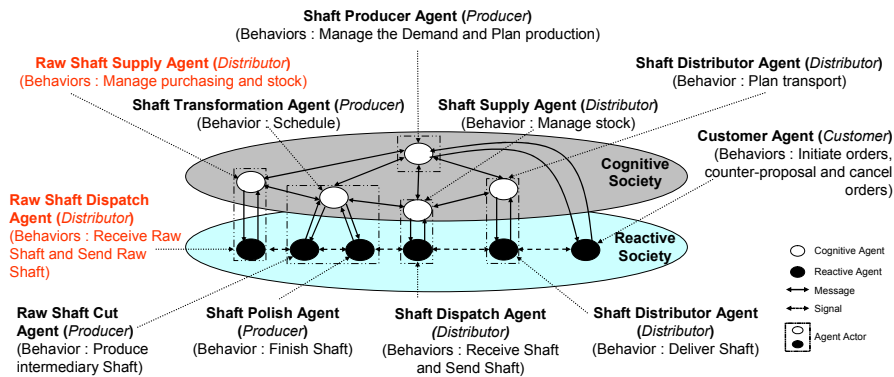 Shaft Producer Agent (Producer)
(Behaviors : Manage the Demand and Plan production)
Raw Shaft Supply Agent (Distributor)
(Behaviors : Manage purchasing and stock)
Shaft Distributor Agent (Distributor)
(Behavior : Plan transport)
Shaft Transformation Agent (Producer)
(Behavior : Schedule)
Shaft Supply Agent (Distributor)
(Behavior : Manage stock)
Customer Agent (Customer)
(Behaviors : Initiate orders,
counter-proposal and cancel
orders)
Cognitive
Society
Raw Shaft Dispatch
Agent (Distributor)
(Behaviors : Receive Raw
Shaft and Send Raw
Shaft)
Reactive
Society
Cognitive Agent
Reactive Agent
Message
Signal
Agent Actor
Raw Shaft Cut
Agent (Producer)
(Behavior : Produce
intermediary Shaft)
Shaft Polish Agent
(Producer)
(Behavior : Finish Shaft)
Shaft Dispatch Agent
(Distributor)
(Behaviors : Receive Shaft
and Send Shaft)
Shaft Distributor Agent
(Distributor)
(Behavior : Deliver Shaft)